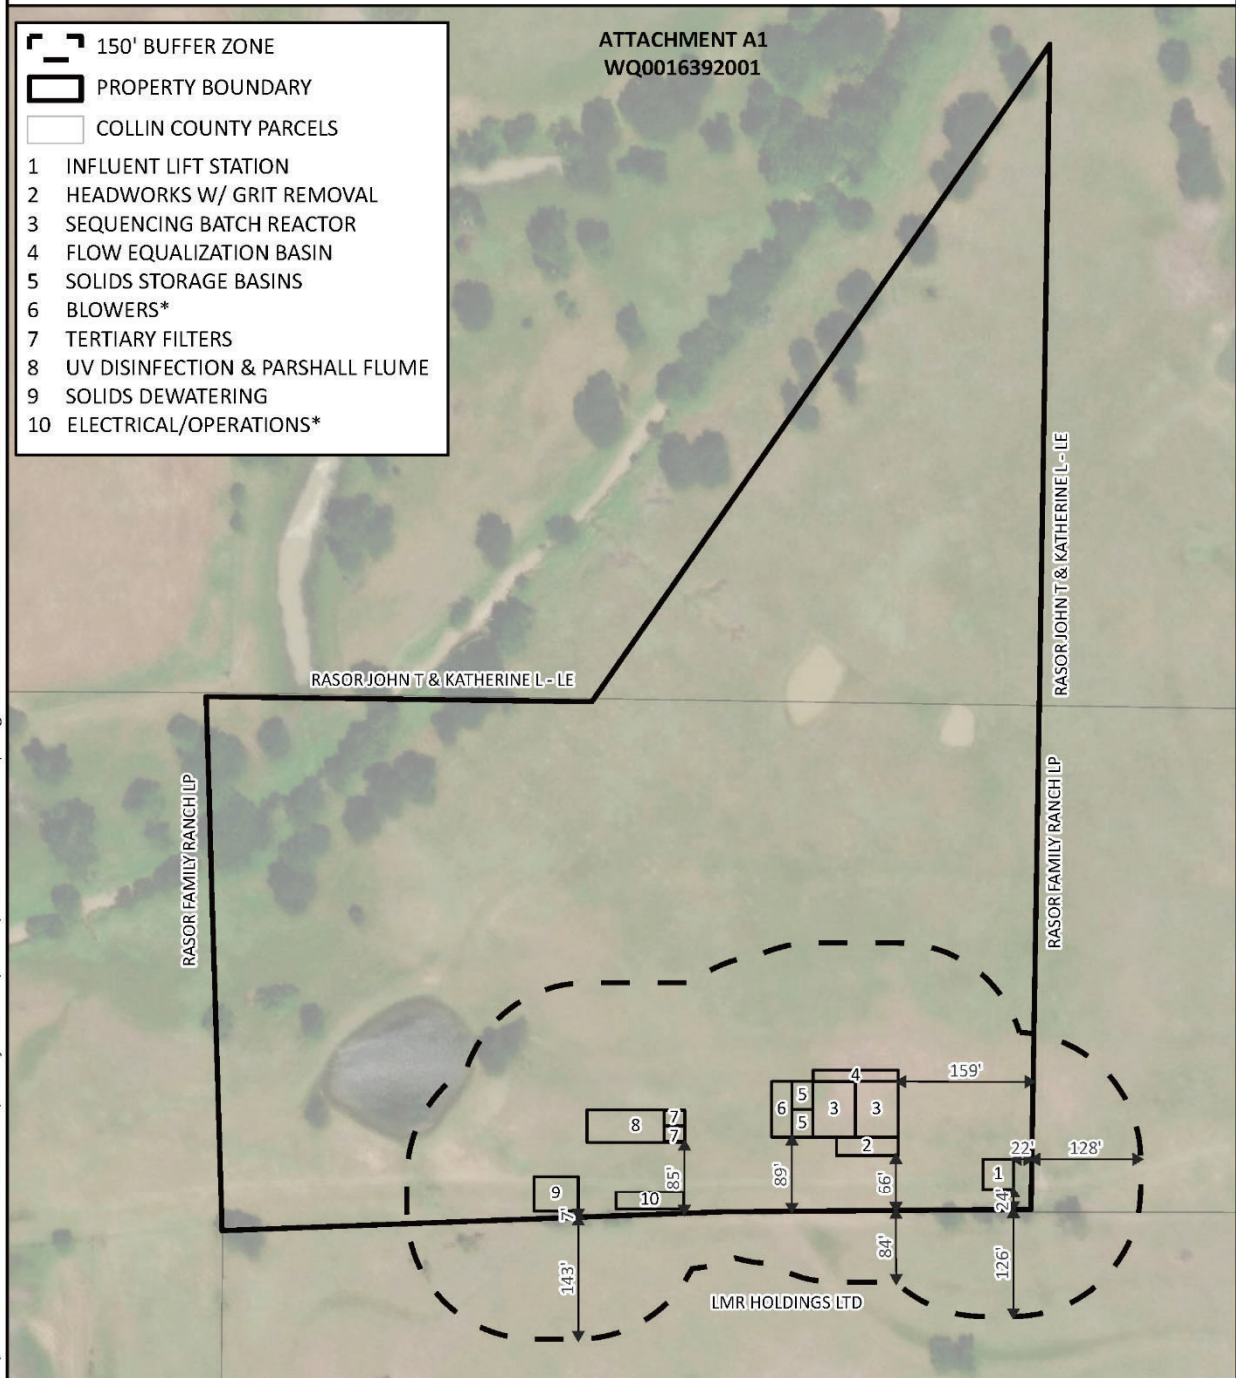 150' BUFFER ZONE
PROPERTY BOUNDARY
COLLIN COUNTY PARCELS
1 INFLUENT LIFT STATION
2 HEADWORKS W/ GRIT REMOVAL
3 SEQUENCING BATCH REACTOR
4 FLOW EQUALIZATION BASIN
5 SOLIDS STORAGE BASINS
6 BLOWERS*
7 TERTIARY FILTERS
8 UV DISINFECTION & PARSHALL FLUME
9 SOLIDS DEWATERING
10 ELECTRICAL/OPERATIONS*
ATTACHMENT A1
WQ0016392001
RASOR JOHN T & KATHERINE L - LE
RASOR JOHN T & KATHERINE L - LE
RASOR FAMILY RANCH LP
RASOR FAMILY RANCH LP
4
159'
6
5
3
3
5
7
8
7
2
22'
128'
85'
89'
66'
1
24'
9
10
7'
143'
84'
126'
LMR HOLDINGS LTD